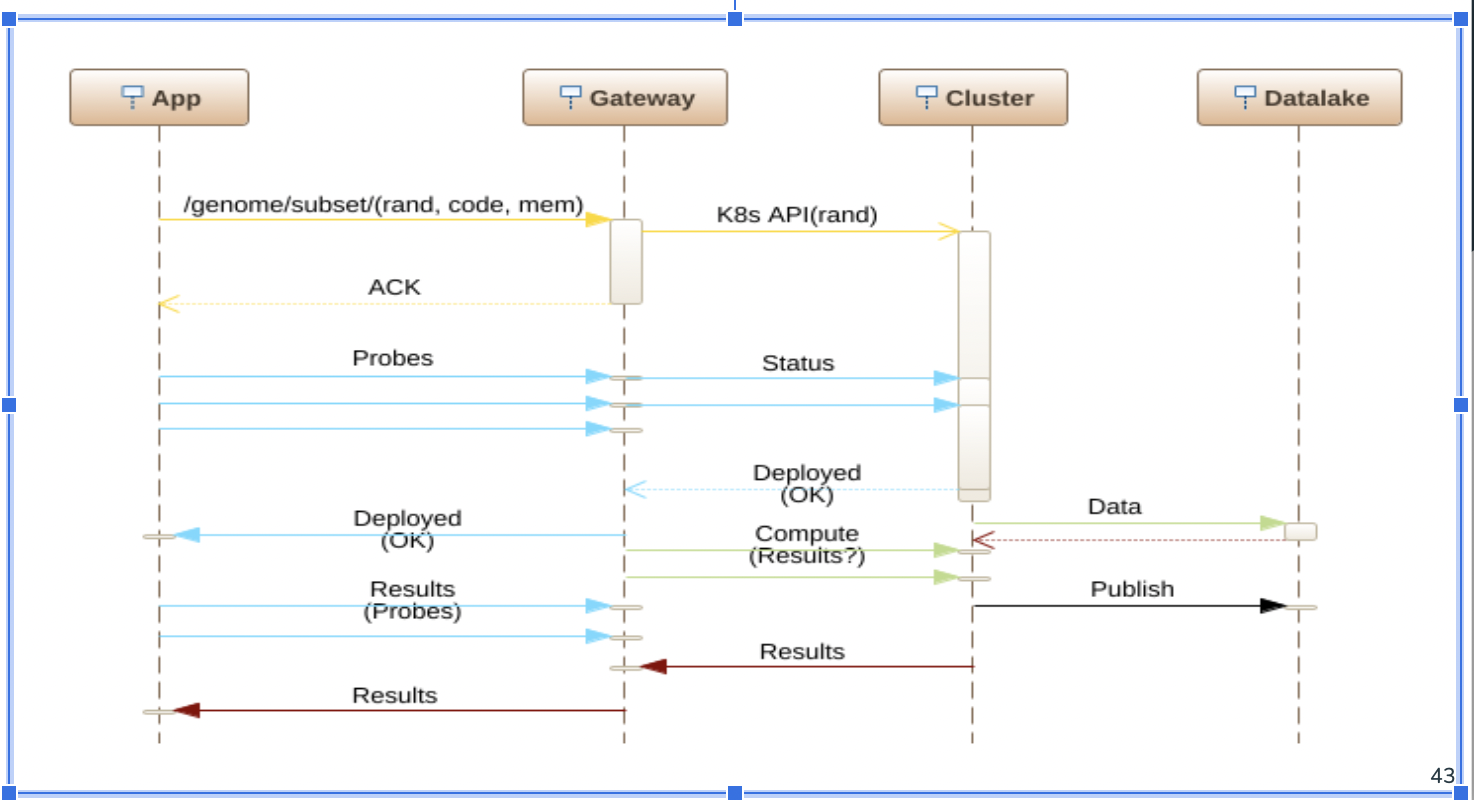 App
Gateway
Cluster
Datalake
/genome/subset/(rand, code, mem)
K8s API(rand)
ACK
Probes
Status
Deployed
(OK)
Data
Deployed
(OK)
Compute
(Results?)
Results
(Probes)
Publish
Results
Results
43